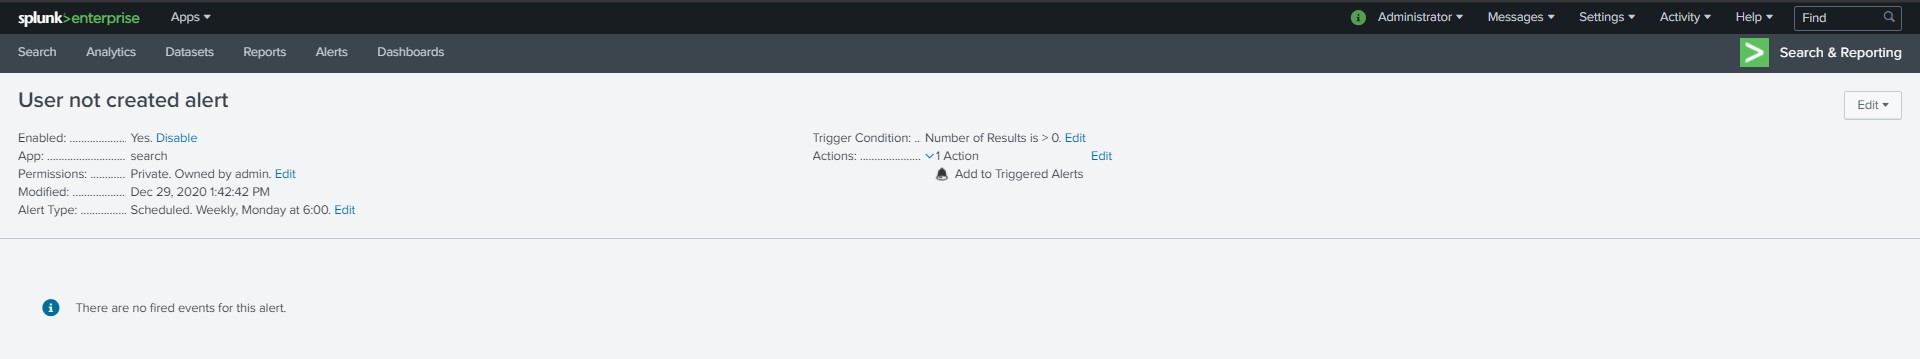 splunk>enterprise Apps Administrator Messages Settings Activity Help Find
Search Analytics Datasets Reports Alerts Dashboards Search & Reporting
User not created alert
Edit
Enabled: .................... Yes. Disable
App: ........................... search
Permissions: ............ Private. Owned by admin. Edit
Modified: .................. Dec 29, 2020 1:42:42 PM
Alert Type: ................ Scheduled. Weekly, Monday at 6:00. Edit
Trigger Condition: .. Number of Results is > 0. Edit
Actions: ..................... 1 Action Edit
Add to Triggered Alerts
There are no fired events for this alert.